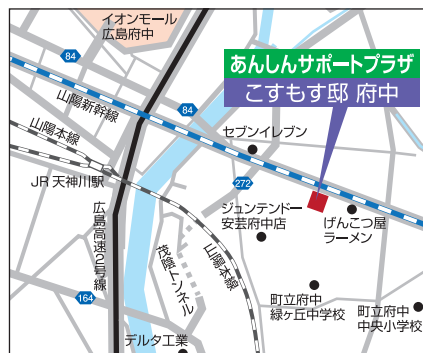 イオンモール
広島府中
84
あんしんサポートプラザ
こすもす邸 府中
山陽新幹線
84
山陽本線
セブンイレブン
JR 天神川駅
272
ジュンテンドー
安芸府中店
げんこつ屋
ラーメン
広島高速2号線
茂陰トンネル
山陽本線
164
町立府中
緑ヶ丘中学校
町立府中
中央小学校
デルタ工業